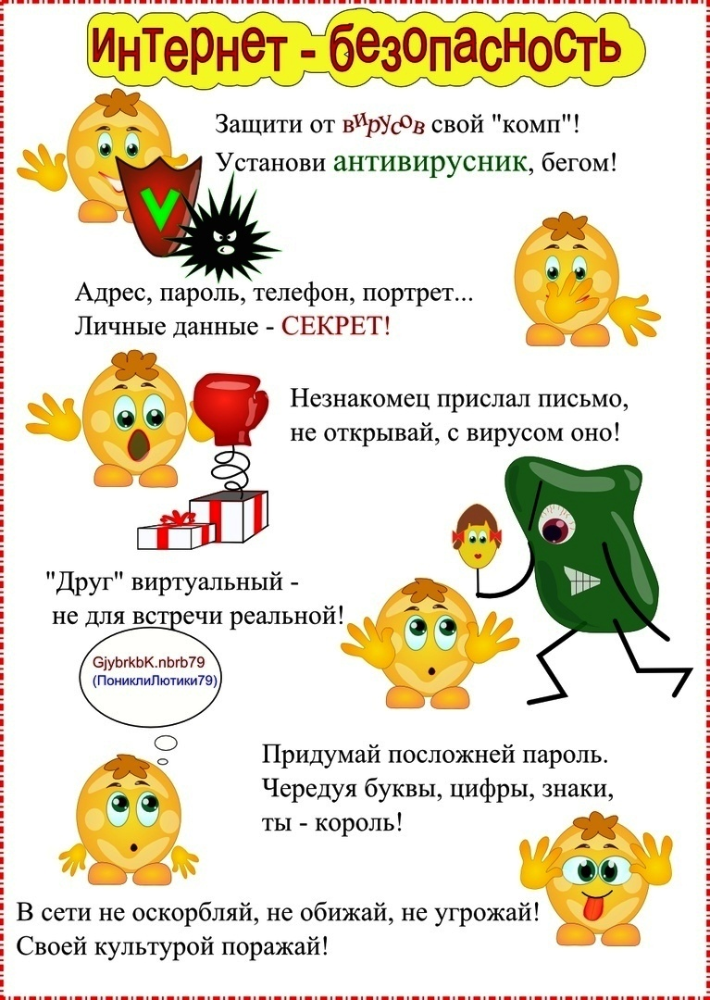 Интернет - безопасность
Защити от вирусов свой "комп"!
Установи антивирусник, бегом!
Адрес, пароль, телефон, портрет...
Личные данные - СЕКРЕТ!
Незнакомец прислал письмо,
не открывай, с вирусом оно!
"Друг" виртуальный -
не для встречи реальной!
GjybrkbK.nbrb79
(ПониклиЛютики79)
Придумай посложней пароль.
Чередуя буквы, цифры, знаки,
ты - король!
В сети не оскорбляй, не обижай, не угрожай!
Своей культурой поражай!